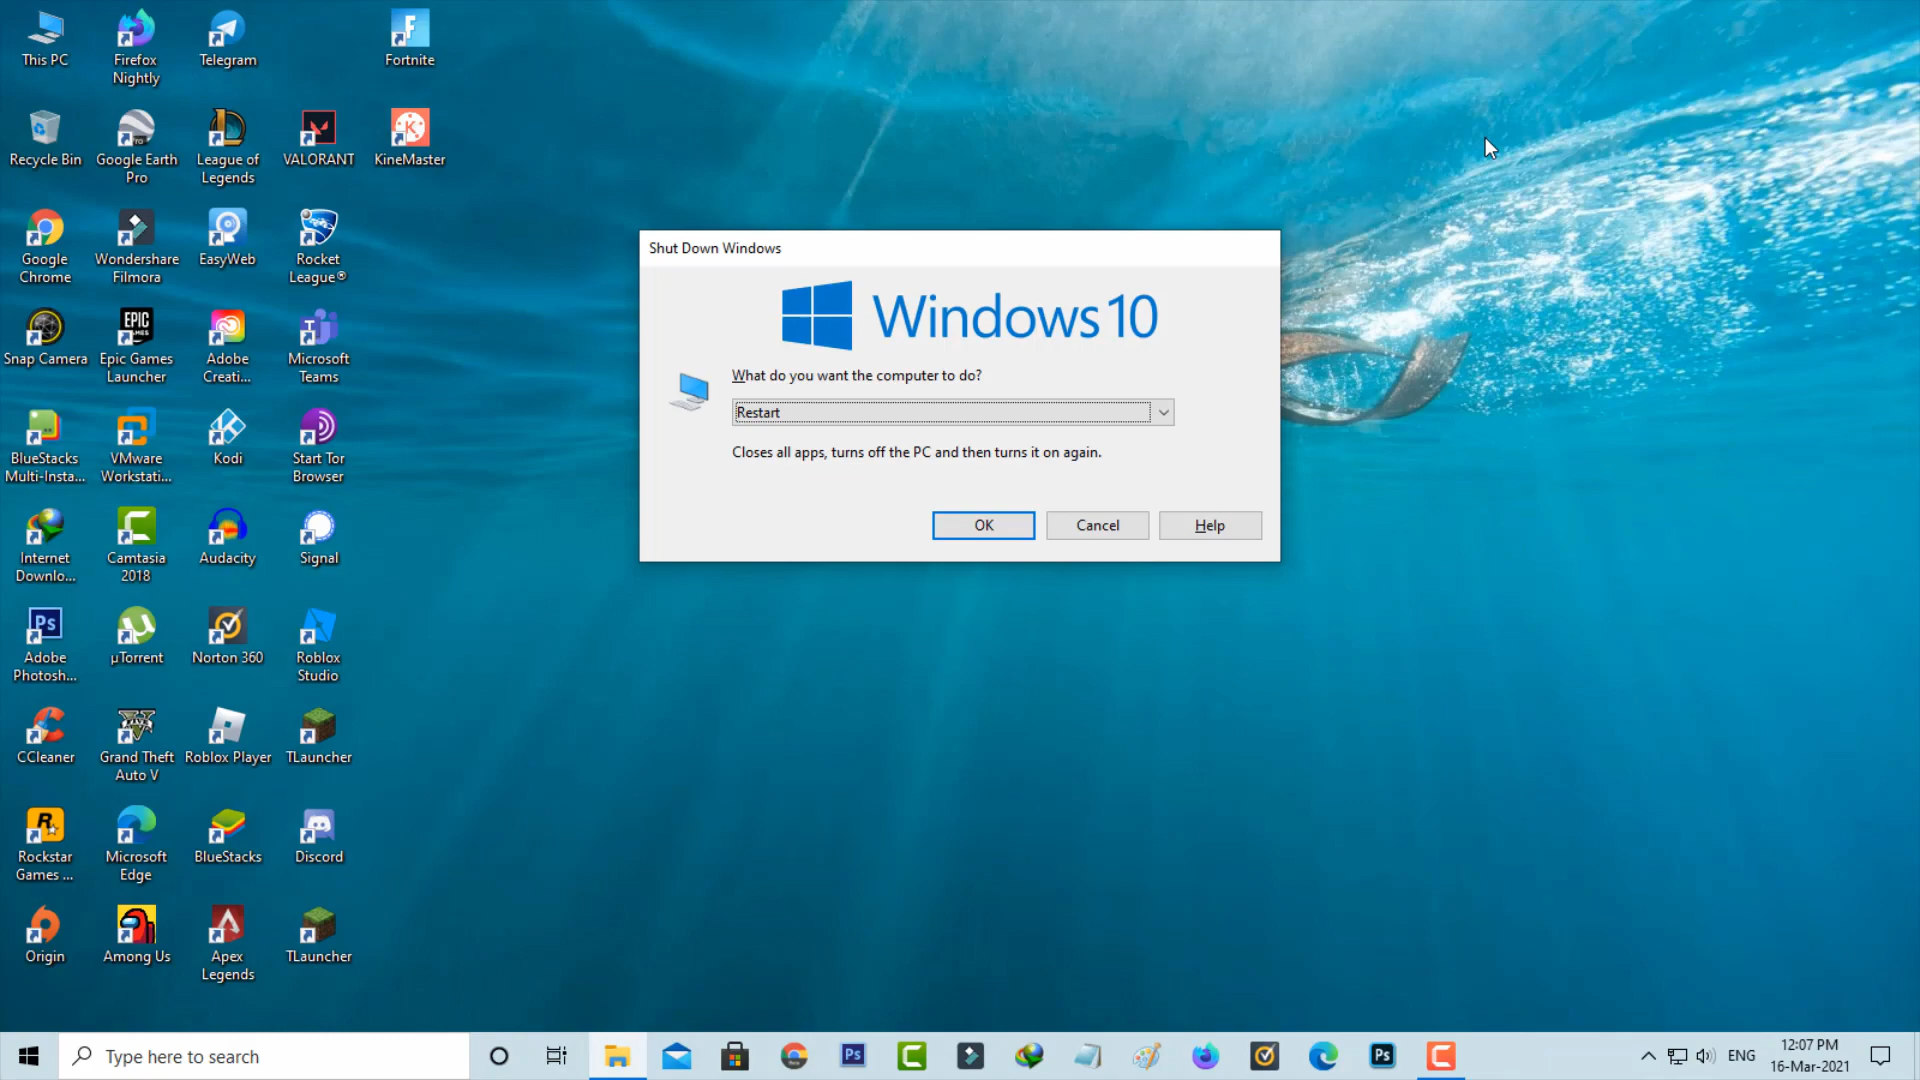 This PC
Firefox
Nightly
Telegram
Fortnite
Recycle Bin
Google Earth
Pro
League of
Legends
VALORANT
KineMaster
Google
Chrome
Wondershare
Filmora
EasyWeb
Rocket
League®
Snap Camera
Epic Games
Launcher
Adobe
Creati...
Microsoft
Teams
BlueStacks
Multi-Insta...
VMware
Workstati...
Kodi
Start Tor
Browser
Internet
Downlo...
Camtasia
2018
Audacity
Signal
Adobe
Photosh...
µTorrent
Norton 360
Roblox
Studio
CCleaner
Grand Theft
Auto V
Roblox Player
TLauncher
Rockstar
Games ...
Microsoft
Edge
BlueStacks
Discord
Origin
Among Us
Apex
Legends
TLauncher
Shut Down Windows
Windows 10
What do you want the computer to do?
Restart
Closes all apps, turns off the PC and then turns it on again.
OK
Cancel
Help
Type here to search
ENG
12:07 PM
16-Mar-2021